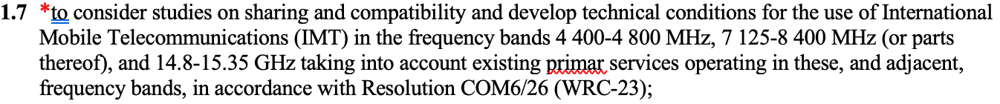 1.7 *to consider studies on sharing and compatibility and develop technical conditions for the use of International
Mobile Telecommunications (IMT) in the frequency bands 4 400-4 800 MHz, 7 125-8 400 MHz (or parts
thereof), and 14.8-15.35 GHz taking into account existing primar services operating in these, and adjacent,
frequency bands, in accordance with Resolution COM6/26 (WRC-23);